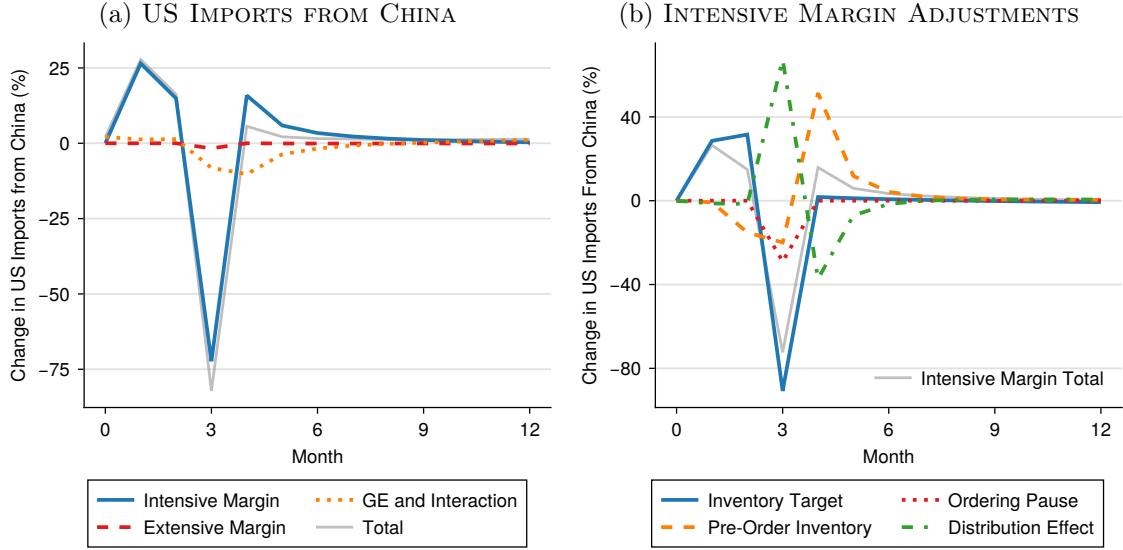 (a) US Imports from China
Change in US Imports from China (%)
25
0
−25
−50
−75
0 3 6 9 12
Month
Intensive Margin GE and Interaction
Extensive Margin Total
(b) Intensive Margin Adjustments
Change in US Imports From China (%)
40
0
−40
−80
Intensive Margin Total
0 3 6 9 12
Month
Inventory Target Ordering Pause
Pre-Order Inventory Distribution Effect